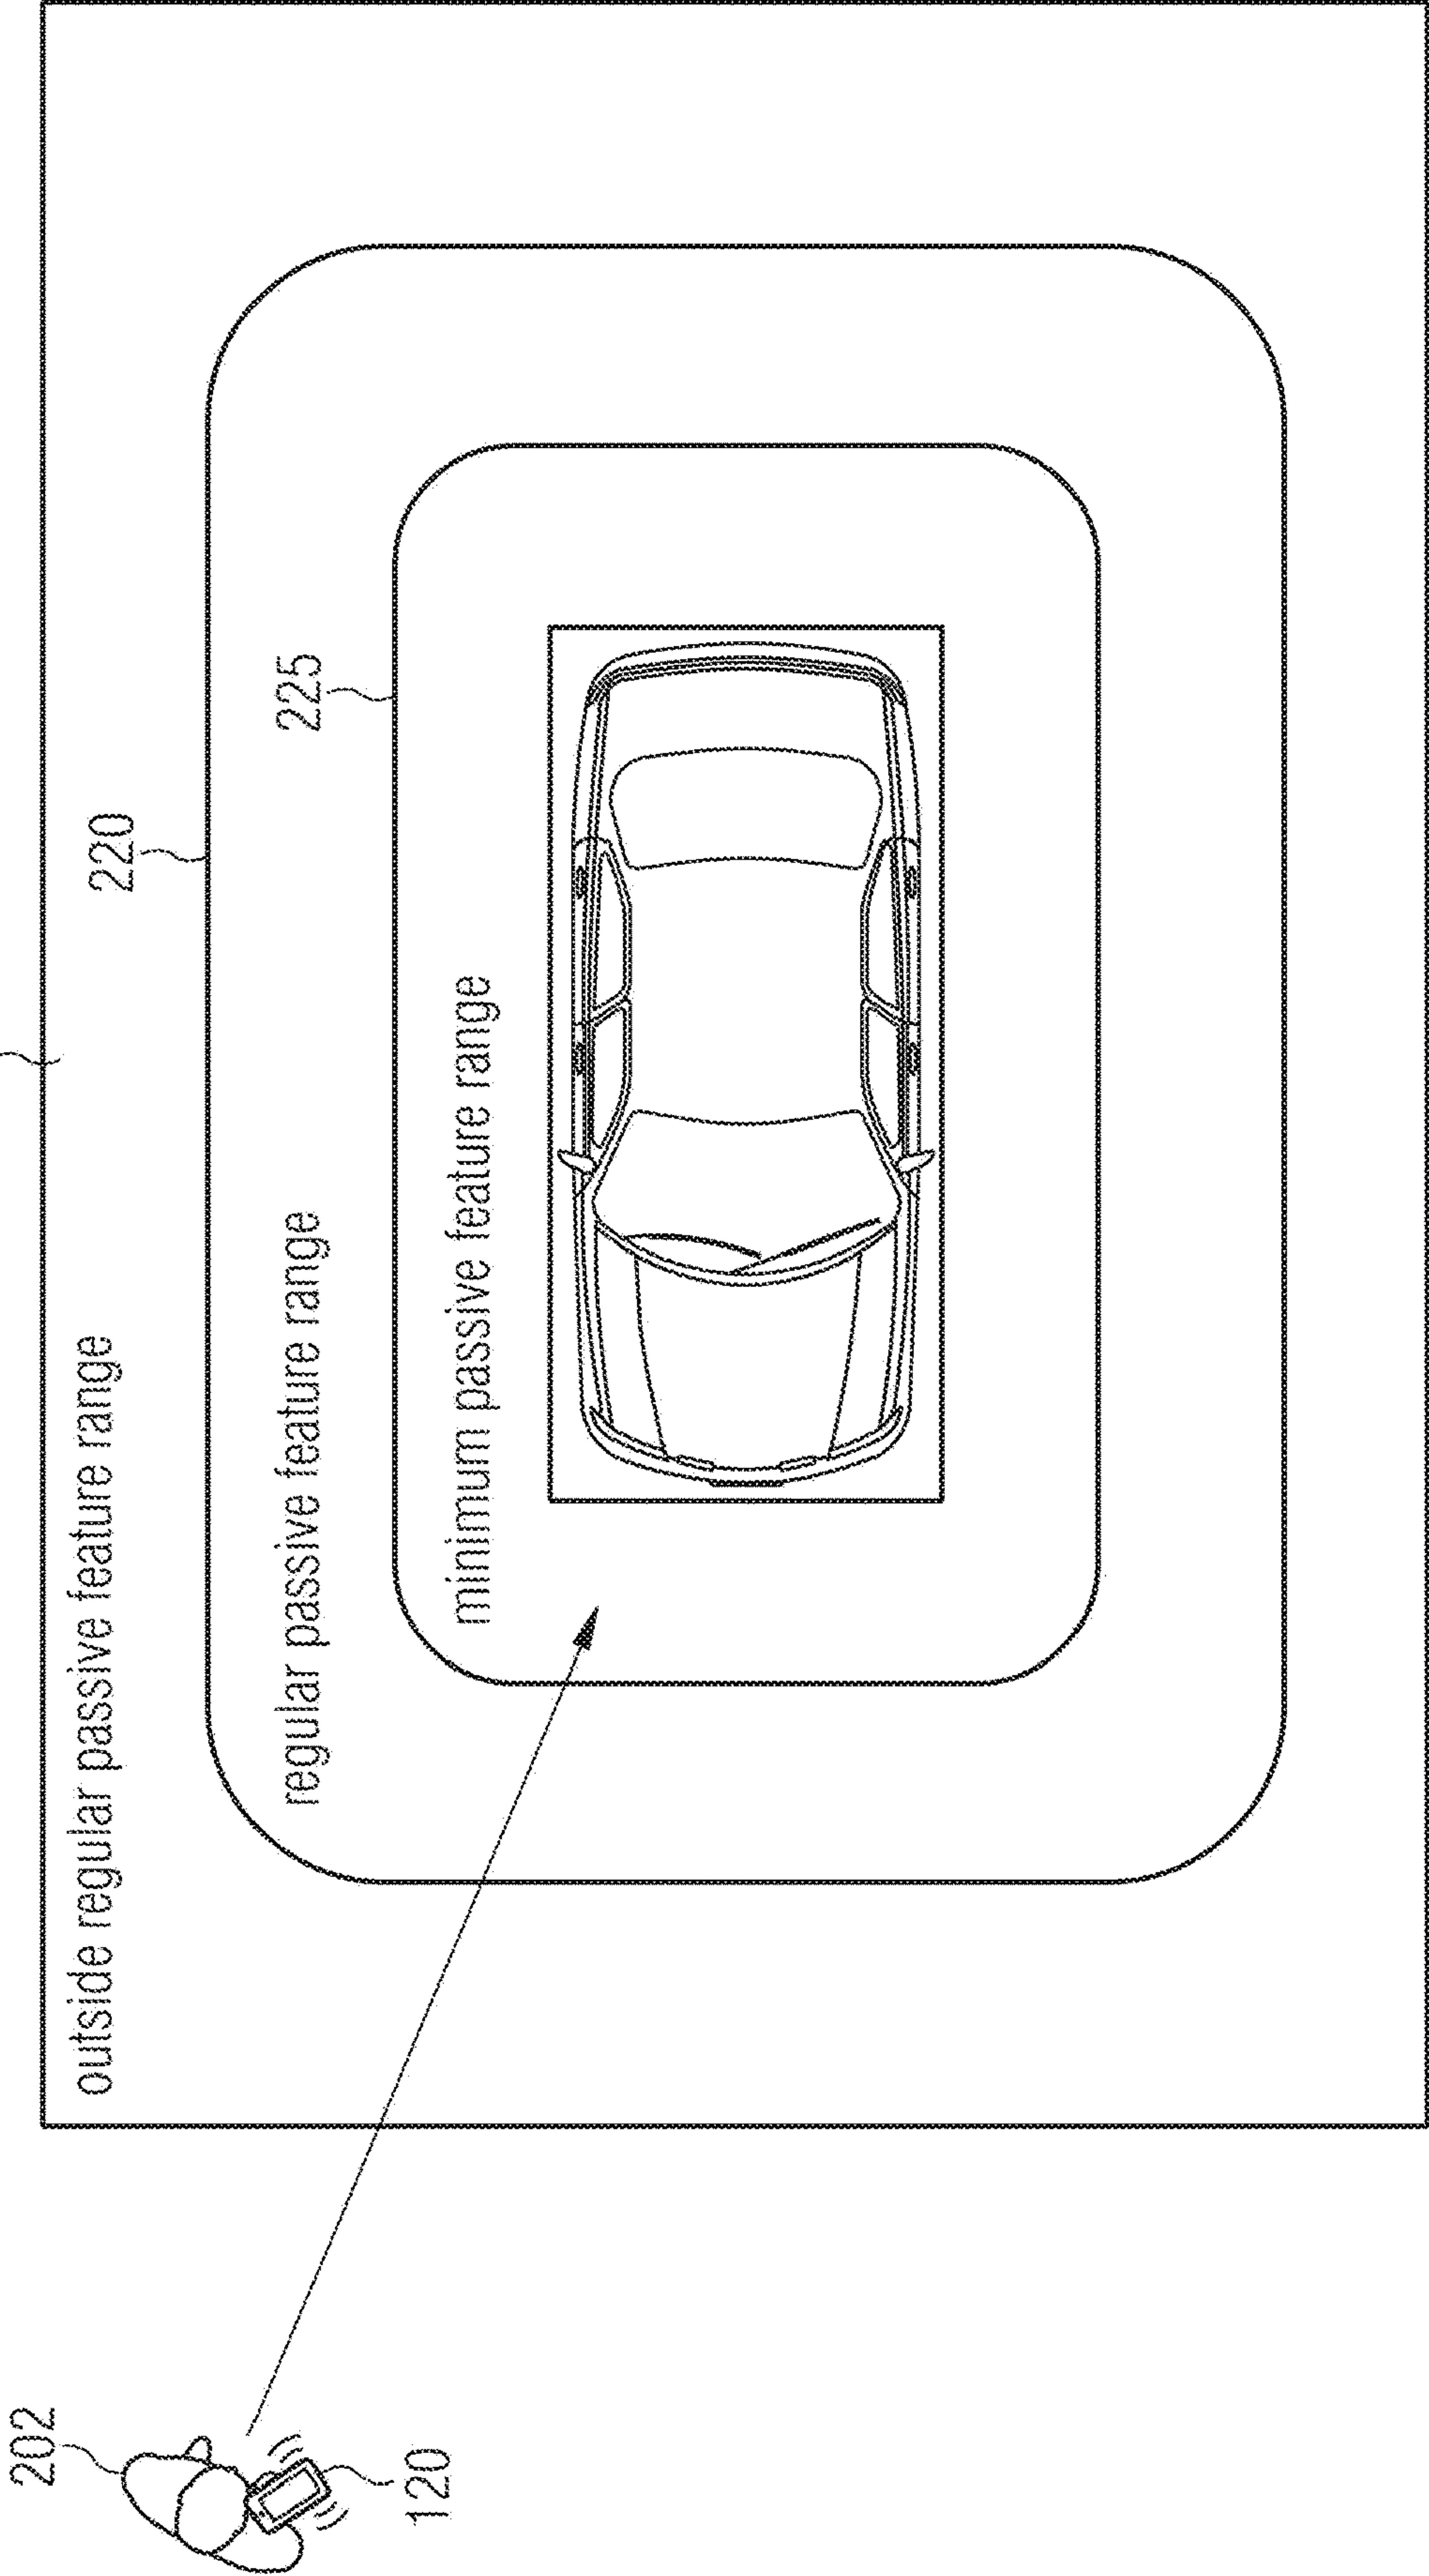 202
120
outside regular passive feature range
220
regular passive feature range
225
minimum passive feature range